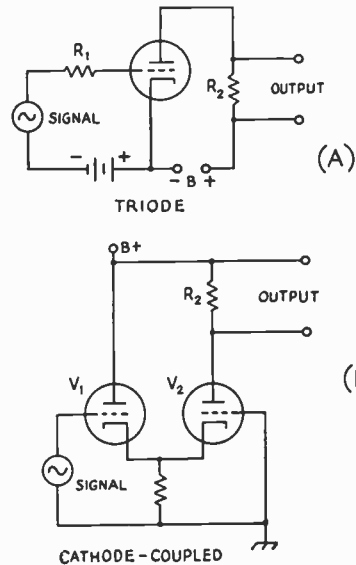 R1
R2
OUTPUT
SIGNAL
(A)
- +
- B +
TRIODE
B+
R2
OUTPUT
(
V1
V2
SIGNAL
CATHODE-COUPLED